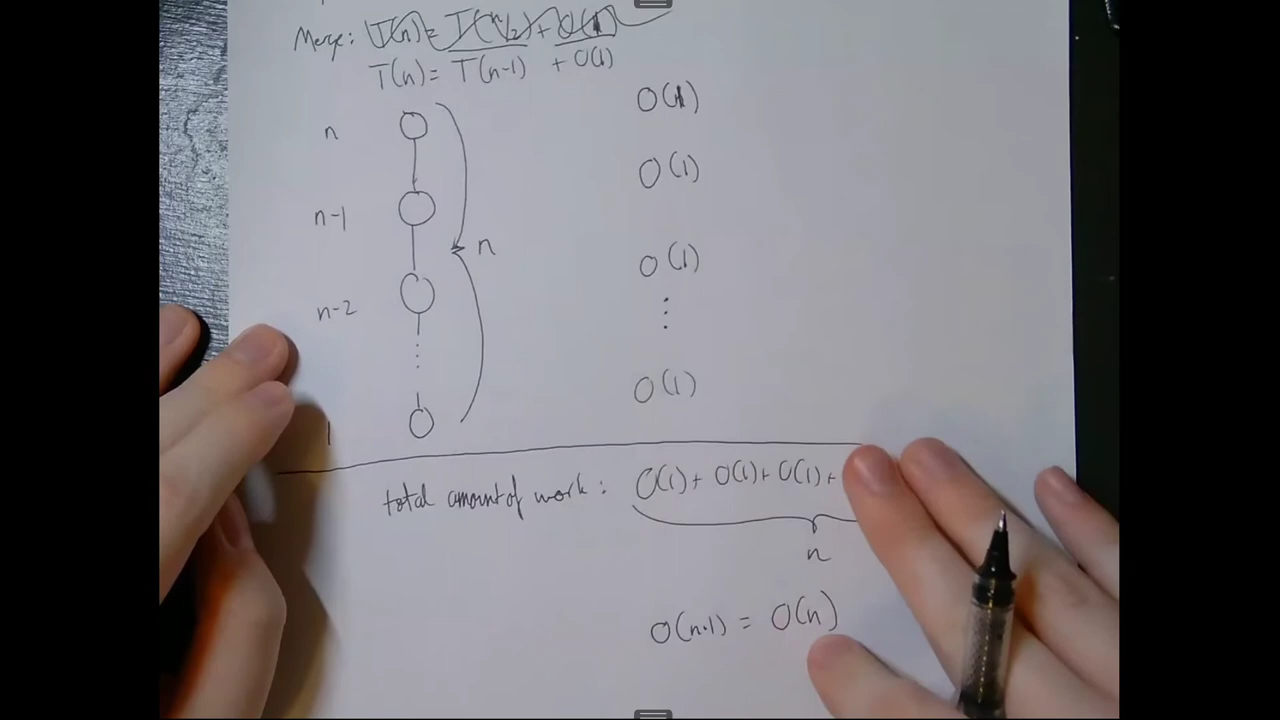 Merge: T(n) = T(n/2) + O(1)
T(n) = T(n-1) + O(1)
n O(1)
n-1 O(1)
n
n-2 O(1)
⋮ ⋮
1 O(1)
total amount of work: O(1) + O(1) + O(1) +
n
O(n·1) = O(n)